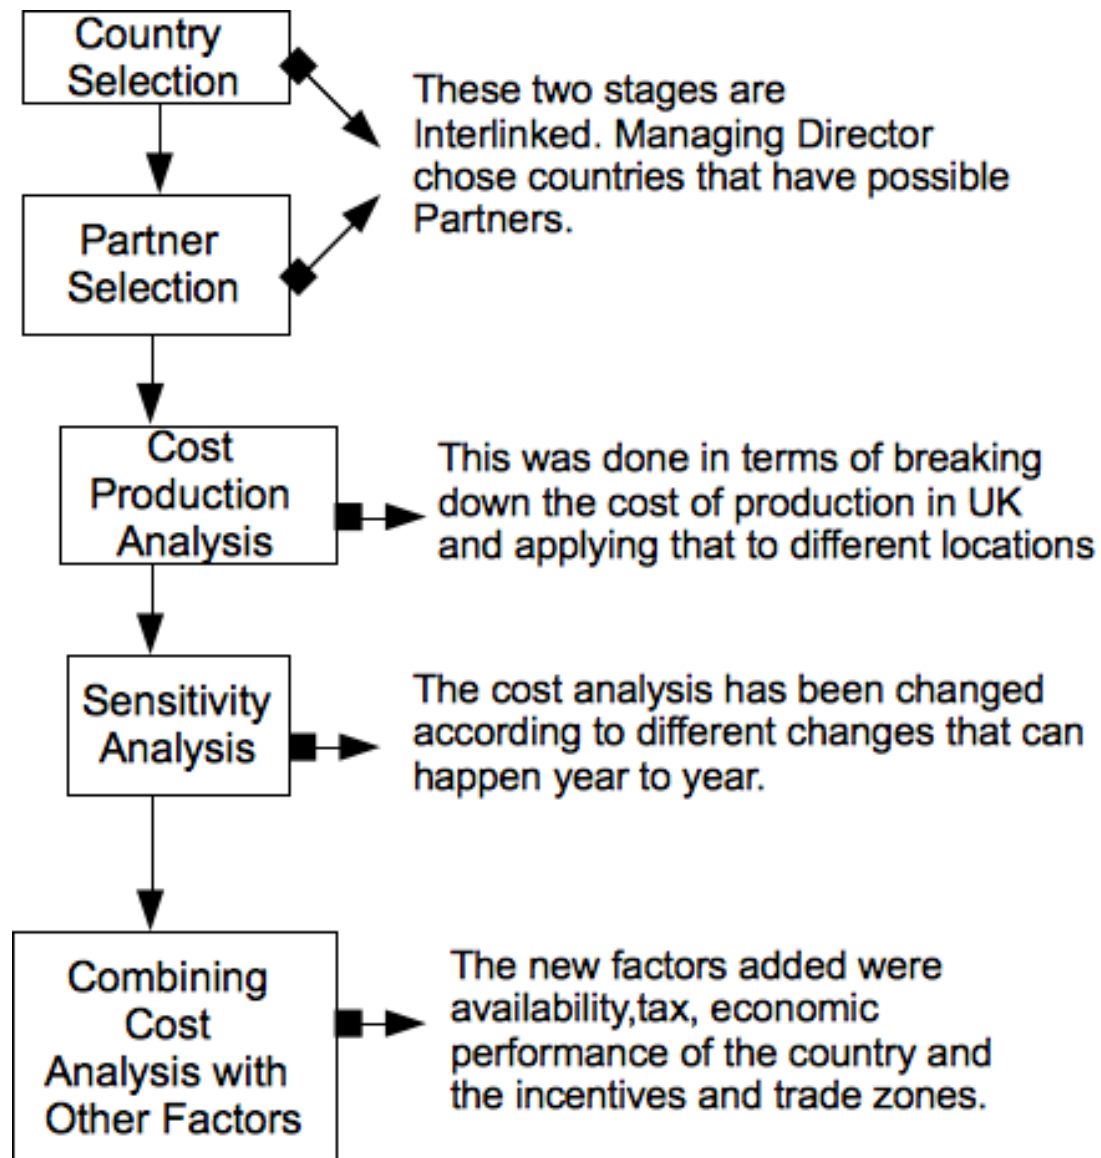 Country
Selection
These two stages are
Interlinked. Managing Director
chose countries that have possible
Partners.
Partner
Selection
Cost
Production
Analysis
This was done in terms of breaking
down the cost of production in UK
and applying that to different locations
Sensitivity
Analysis
The cost analysis has been changed
according to different changes that can
happen year to year.
Combining
Cost
Analysis with
Other Factors
The new factors added were
availability,tax, economic
performance of the country and
the incentives and trade zones.